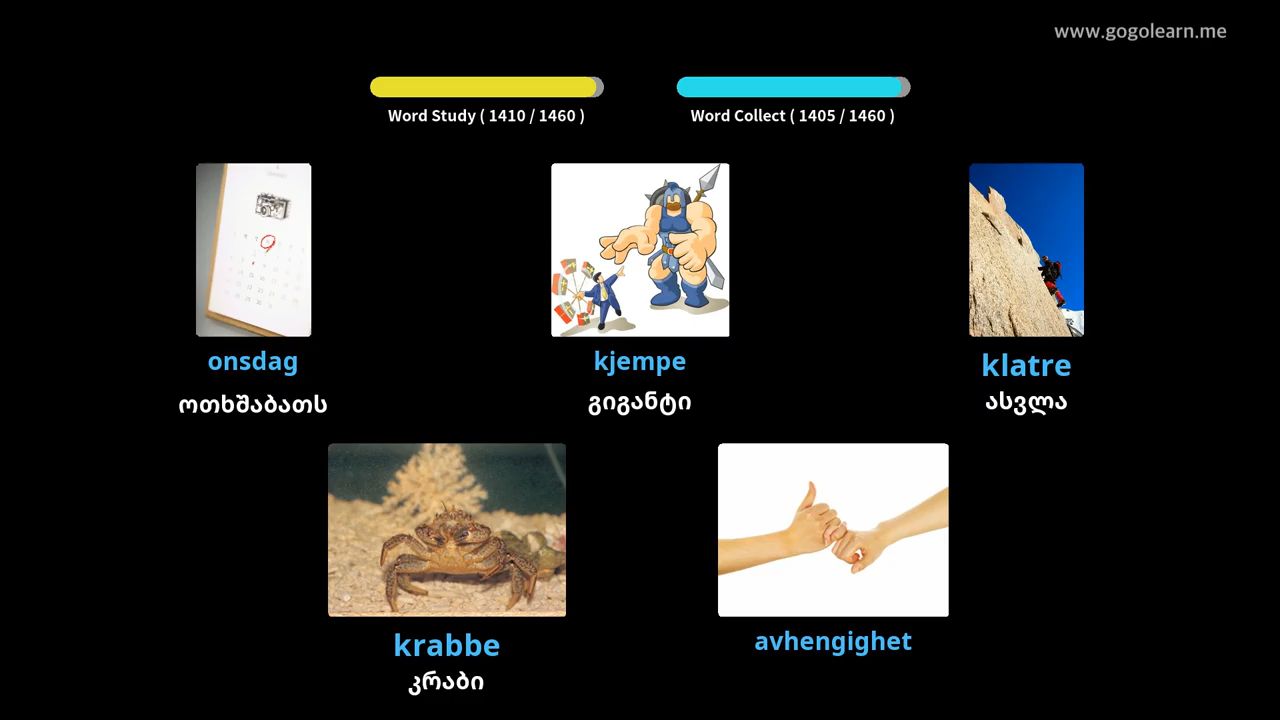 www.gogolearn.me
Word Study ( 1410 / 1460 )
Word Collect ( 1405 / 1460 )
onsdag
kjempe
klatre
ოთხშაბათს
გიგანტი
ასვლა
krabbe
avhengighet
კრაბი